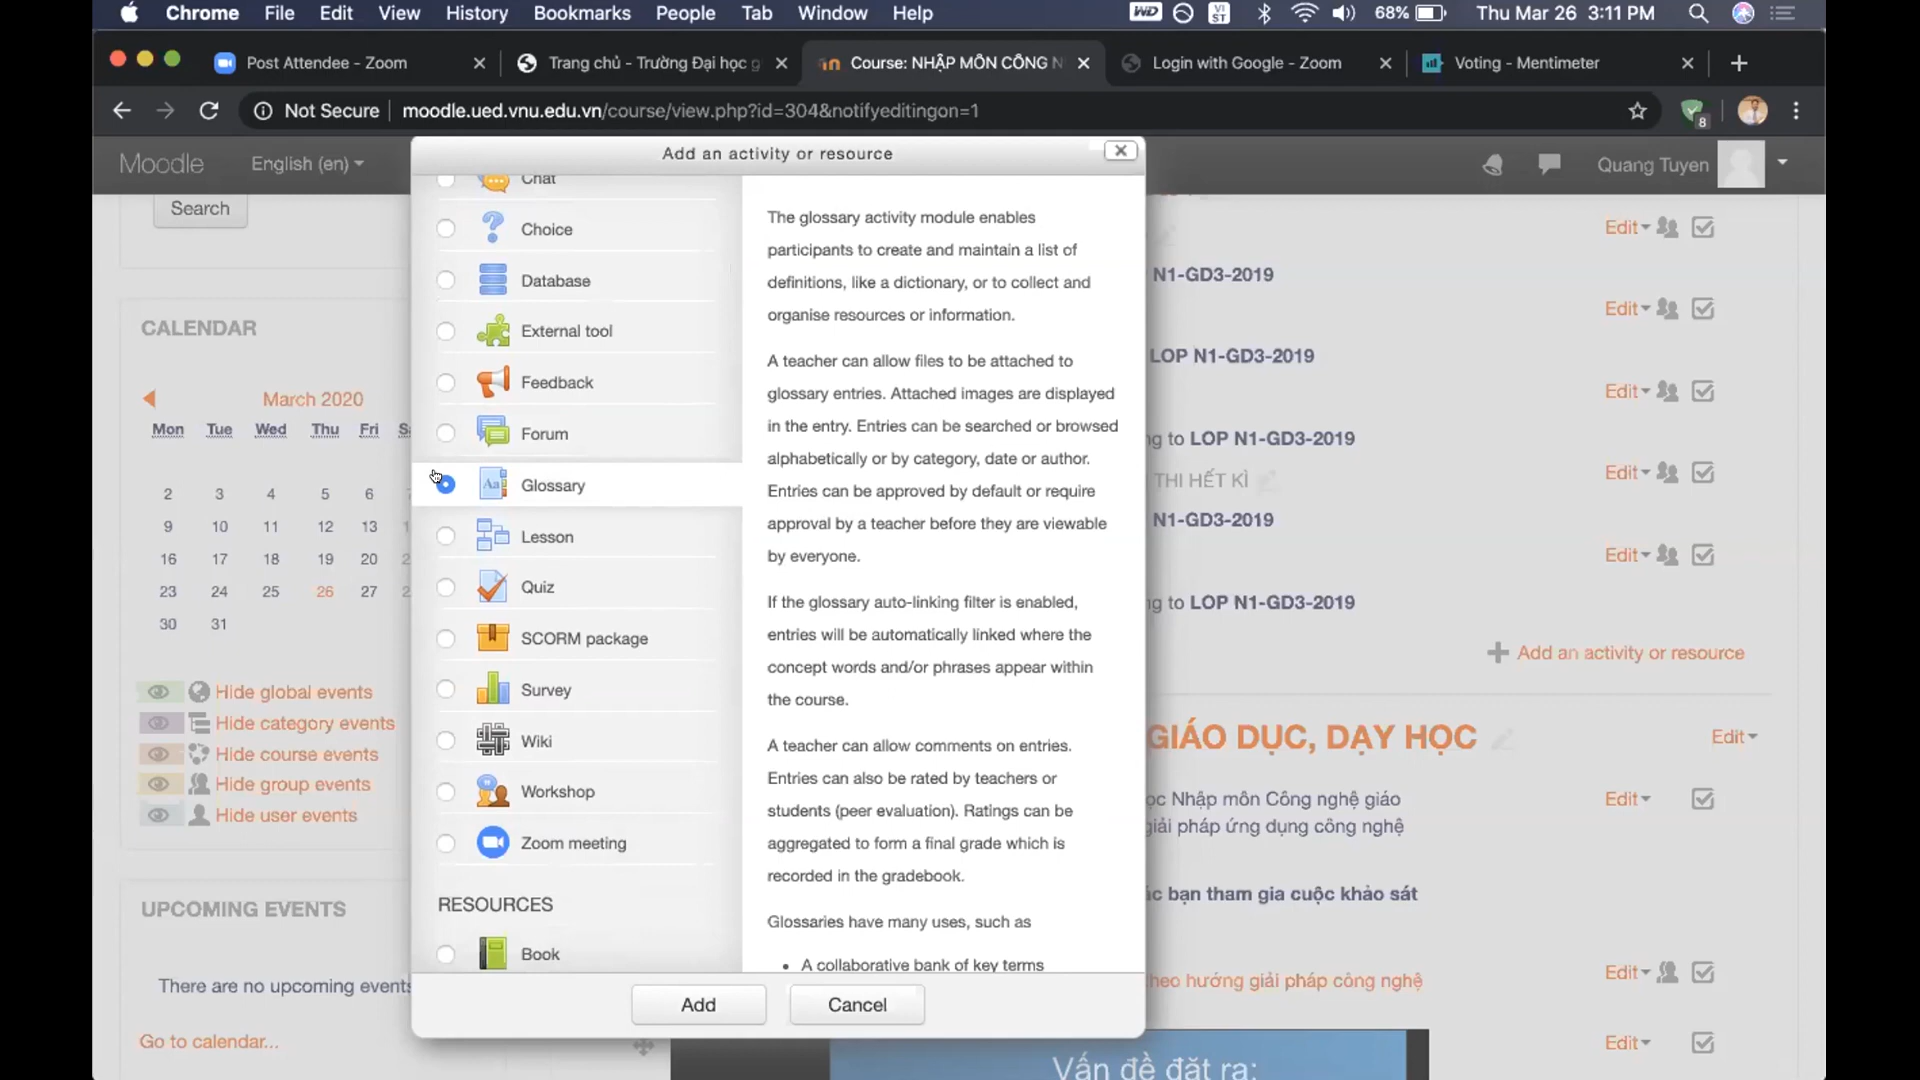 Chrome File Edit View History Bookmarks People Tab Window Help WD VI ST 68% Thu Mar 26 3:11 PM
Post Attendee - Zoom Trang chủ - Trường Đại học g Course: NHẬP MÔN CÔNG N Login with Google - Zoom Voting - Mentimeter
Not Secure moodle.ued.vnu.edu.vn/course/view.php?id=304&notifyeditingon=1 8
Moodle English (en) Quang Tuyen
Add an activity or resource
Search
CALENDAR
March 2020
Mon Tue Wed Thu Fri
2 3 4 5 6
9 10 11 12 13
16 17 18 19 20
23 24 25 26 27
30 31
Hide global events
Hide category events
Hide course events
Hide group events
Hide user events
UPCOMING EVENTS
There are no upcoming events
Go to calendar...
Chat
Choice
Database
External tool
Feedback
Forum
Glossary
Lesson
Quiz
SCORM package
Survey
Wiki
Workshop
Zoom meeting
RESOURCES
Book
The glossary activity module enables
participants to create and maintain a list of
definitions, like a dictionary, or to collect and
organise resources or information.
A teacher can allow files to be attached to
glossary entries. Attached images are displayed
in the entry. Entries can be searched or browsed
alphabetically or by category, date or author.
Entries can be approved by default or require
approval by a teacher before they are viewable
by everyone.
If the glossary auto-linking filter is enabled,
entries will be automatically linked where the
concept words and/or phrases appear within
the course.
A teacher can allow comments on entries.
Entries can also be rated by teachers or
students (peer evaluation). Ratings can be
aggregated to form a final grade which is
recorded in the gradebook.
Glossaries have many uses, such as
• A collaborative bank of key terms
Add Cancel
Edit
N1-GD3-2019
Edit
LOP N1-GD3-2019
Edit
ng to LOP N1-GD3-2019
THI HẾT KÌ Edit
N1-GD3-2019
Edit
ng to LOP N1-GD3-2019
Add an activity or resource
GIÁO DỤC, DẠY HỌC Edit
ọc Nhập môn Công nghệ giáo Edit
giải pháp ứng dụng công nghệ
ác bạn tham gia cuộc khảo sát
heo hướng giải pháp công nghệ Edit
Edit
Vấn đề đặt ra: